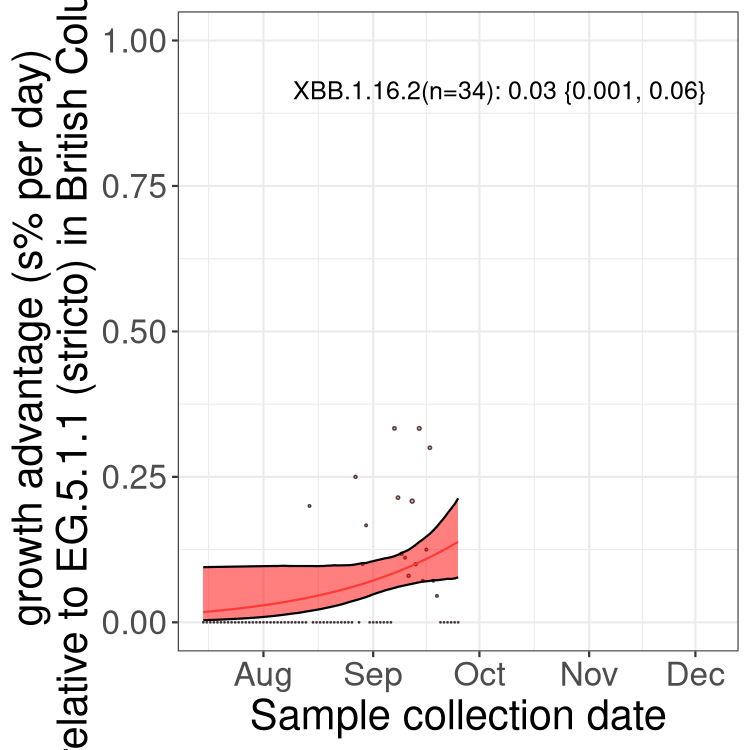 growth advantage (s% per day)
relative to EG.5.1.1 (stricto) in British
1.00
0.75
0.50
0.25
0.00
XBB.1.16.2(n=34): 0.03 {0.001, 0.06}
Aug Sep Oct Nov Dec
Sample collection date